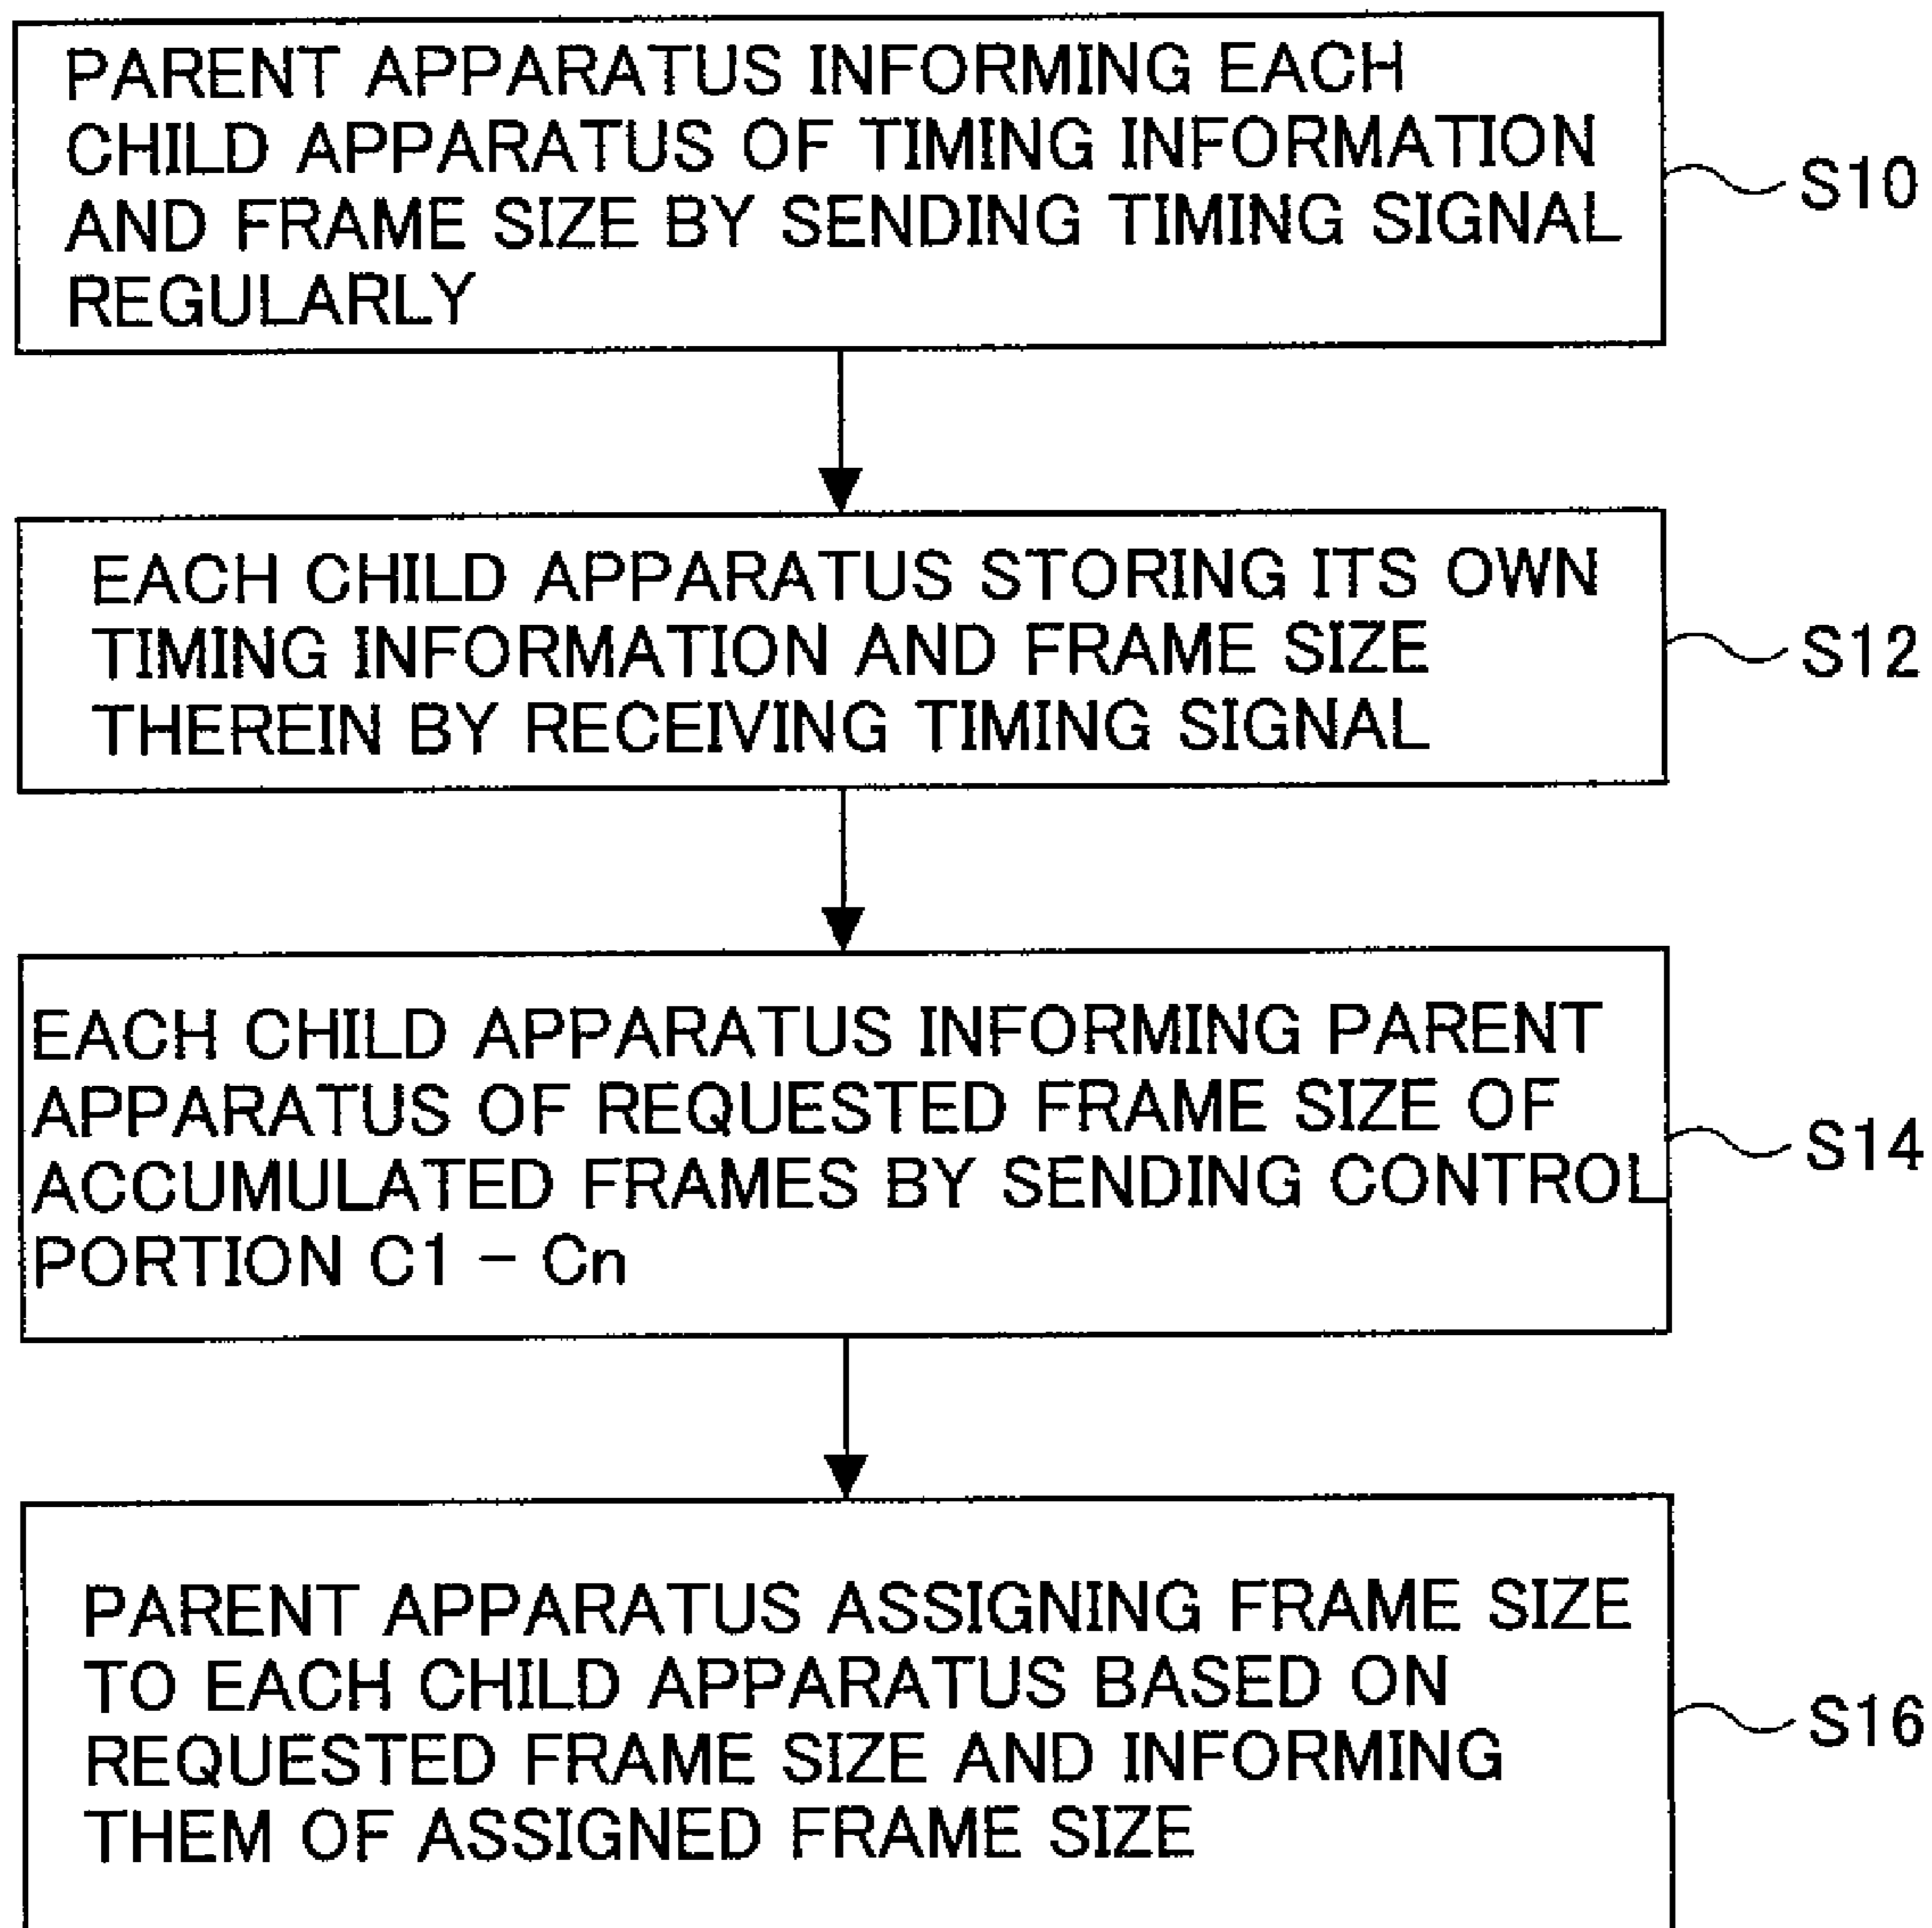 PARENT APPARATUS INFORMING EACH
CHILD APPARATUS OF TIMING INFORMATION
AND FRAME SIZE BY SENDING TIMING SIGNAL
REGULARLY
S10
EACH CHILD APPARATUS STORING ITS OWN
TIMING INFORMATION AND FRAME SIZE
THEREIN BY RECEIVING TIMING SIGNAL
S12
EACH CHILD APPARATUS INFORMING PARENT
APPARATUS OF REQUESTED FRAME SIZE OF
ACCUMULATED FRAMES BY SENDING CONTROL
PORTION C1 – Cn
S14
PARENT APPARATUS ASSIGNING FRAME SIZE
TO EACH CHILD APPARATUS BASED ON
REQUESTED FRAME SIZE AND INFORMING
THEM OF ASSIGNED FRAME SIZE
S16